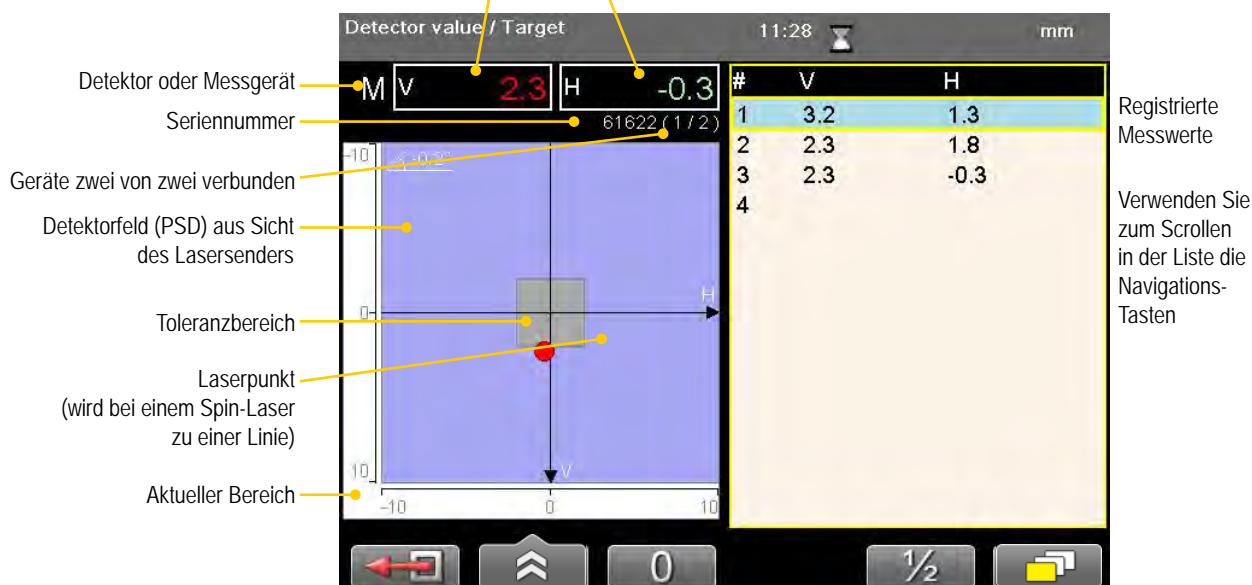 Detector value / Target 11:28 mm
Detektor oder Messgerät
M V 2.3 H -0.3
Seriennummer
61622 ( 1 / 2 )
Geräte zwei von zwei verbunden
Detektorfeld (PSD) aus Sicht
des Lasersenders
Toleranzbereich
Laserpunkt
(wird bei einem Spin-Laser
zu einer Linie)
Aktueller Bereich
-10
0
10
H
V
-10 0 10
# V H
1 3.2 1.3
2 2.3 1.8
3 2.3 -0.3
4
Registrierte
Messwerte
Verwenden Sie
zum Scrollen
in der Liste die
Navigations-
Tasten
0
½